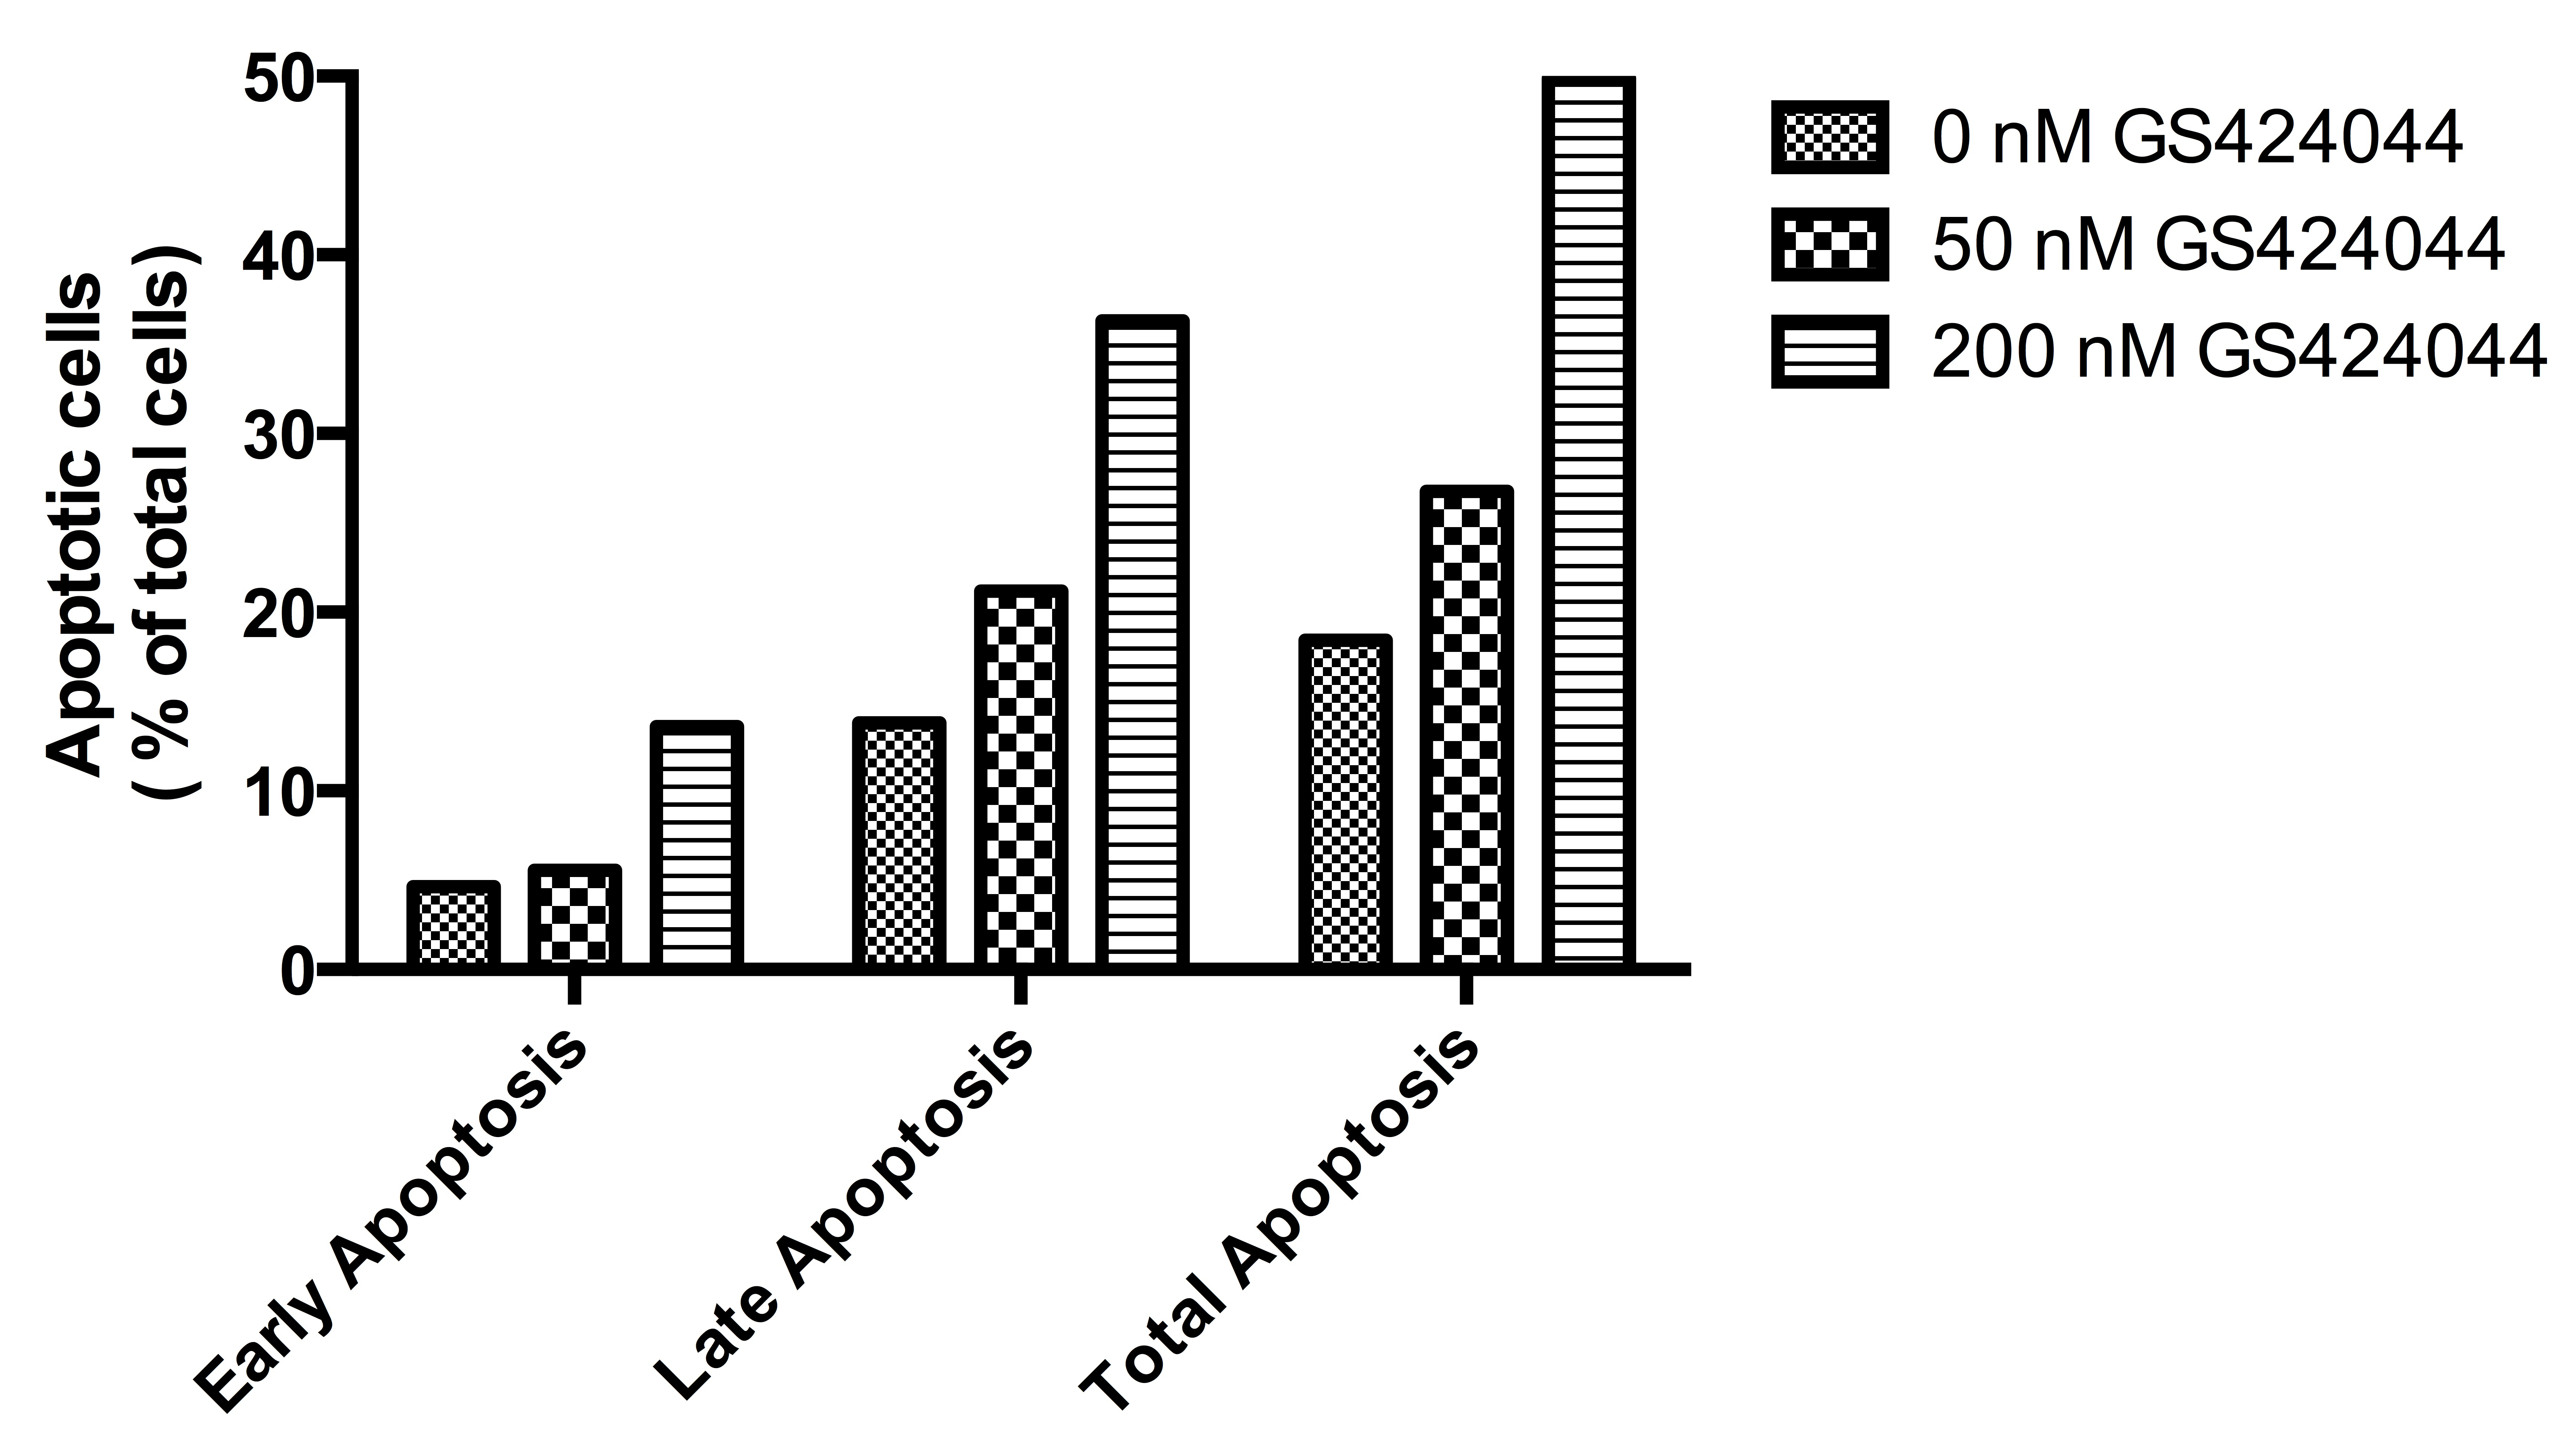 Apoptotic cells
( % of total cells)
50
40
30
20
10
0
Early Apoptosis
Late Apoptosis
Total Apoptosis
0 nM GS424044
50 nM GS424044
200 nM GS424044